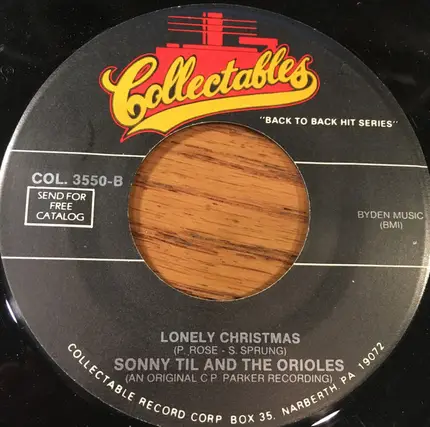 Collectables
"BACK TO BACK HIT SERIES"
COL. 3550-B
SEND FOR
FREE
CATALOG
BYDEN MUSIC
(BMI)
LONELY CHRISTMAS
(P. ROSE - S. SPRUNG)
SONNY TIL AND THE ORIOLES
(AN ORIGINAL C P PARKER RECORDING)
COLLECTABLE RECORD CORP BOX 35, NARBERTH, PA 19072